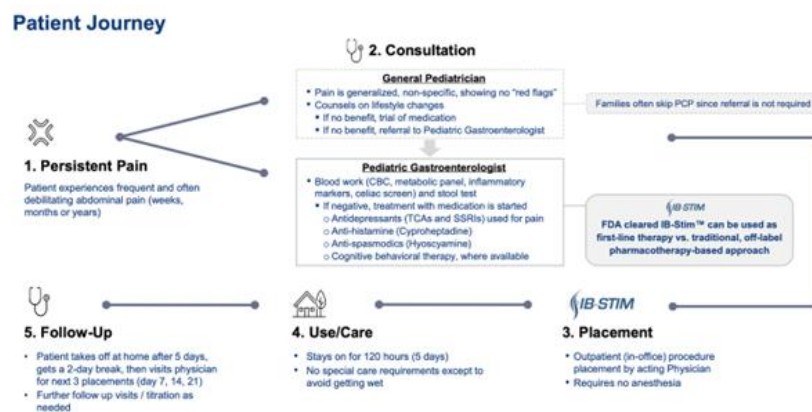 Patient Journey
2. Consultation
General Pediatrician
• Pain is generalized, non-specific, showing no "red flags"
• Counsels on lifestyle changes
• If no benefit, trial of medication
• If no benefit, referral to Pediatric Gastroenterologist
Families often skip PCP since referral is not required
1. Persistent Pain
Patient experiences frequent and often
debilitating abdominal pain (weeks,
months or years)
Pediatric Gastroenterologist
• Blood work (CBC, metabolic panel, inflammatory
markers, celiac screen) and stool test
• If negative, treatment with medication is started
o Antidepressants (TCAs and SSRIs) used for pain
o Anti-histamine (Cyproheptadine)
o Anti-spasmodics (Hyoscyamine)
o Cognitive behavioral therapy, where available
IB-STIM
FDA cleared IB-Stim™ can be used as
first-line therapy vs. traditional, off-label
pharmacotherapy-based approach
5. Follow-Up
• Patient takes off at home after 5 days,
gets a 2-day break, then visits physician
for next 3 placements (day 7, 14, 21)
• Further follow up visits / titration as
needed
4. Use/Care
• Stays on for 120 hours (5 days)
• No special care requirements except to
avoid getting wet
IB-STIM
3. Placement
• Outpatient (in-office) procedure
placement by acting Physician
• Requires no anesthesia